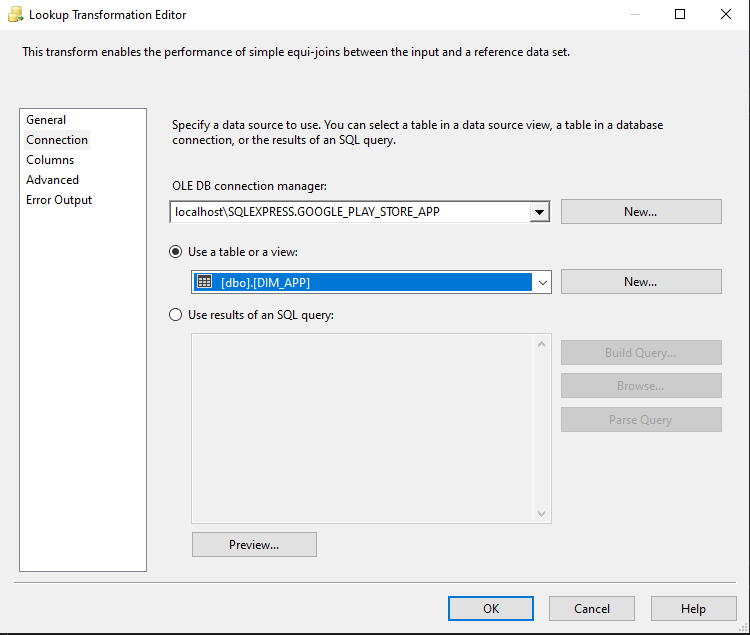 Lookup Transformation Editor
This transform enables the performance of simple equi-joins between the input and a reference data set.
General
Connection
Columns
Advanced
Error Output
Specify a data source to use. You can select a table in a data source view, a table in a database
connection, or the results of an SQL query.
OLE DB connection manager:
localhost\SQLEXPRESS.GOOGLE_PLAY_STORE_APP
New...
Use a table or a view:
[dbo].[DIM_APP]
New...
Use results of an SQL query:
Build Query...
Browse...
Parse Query
Preview...
OK
Cancel
Help